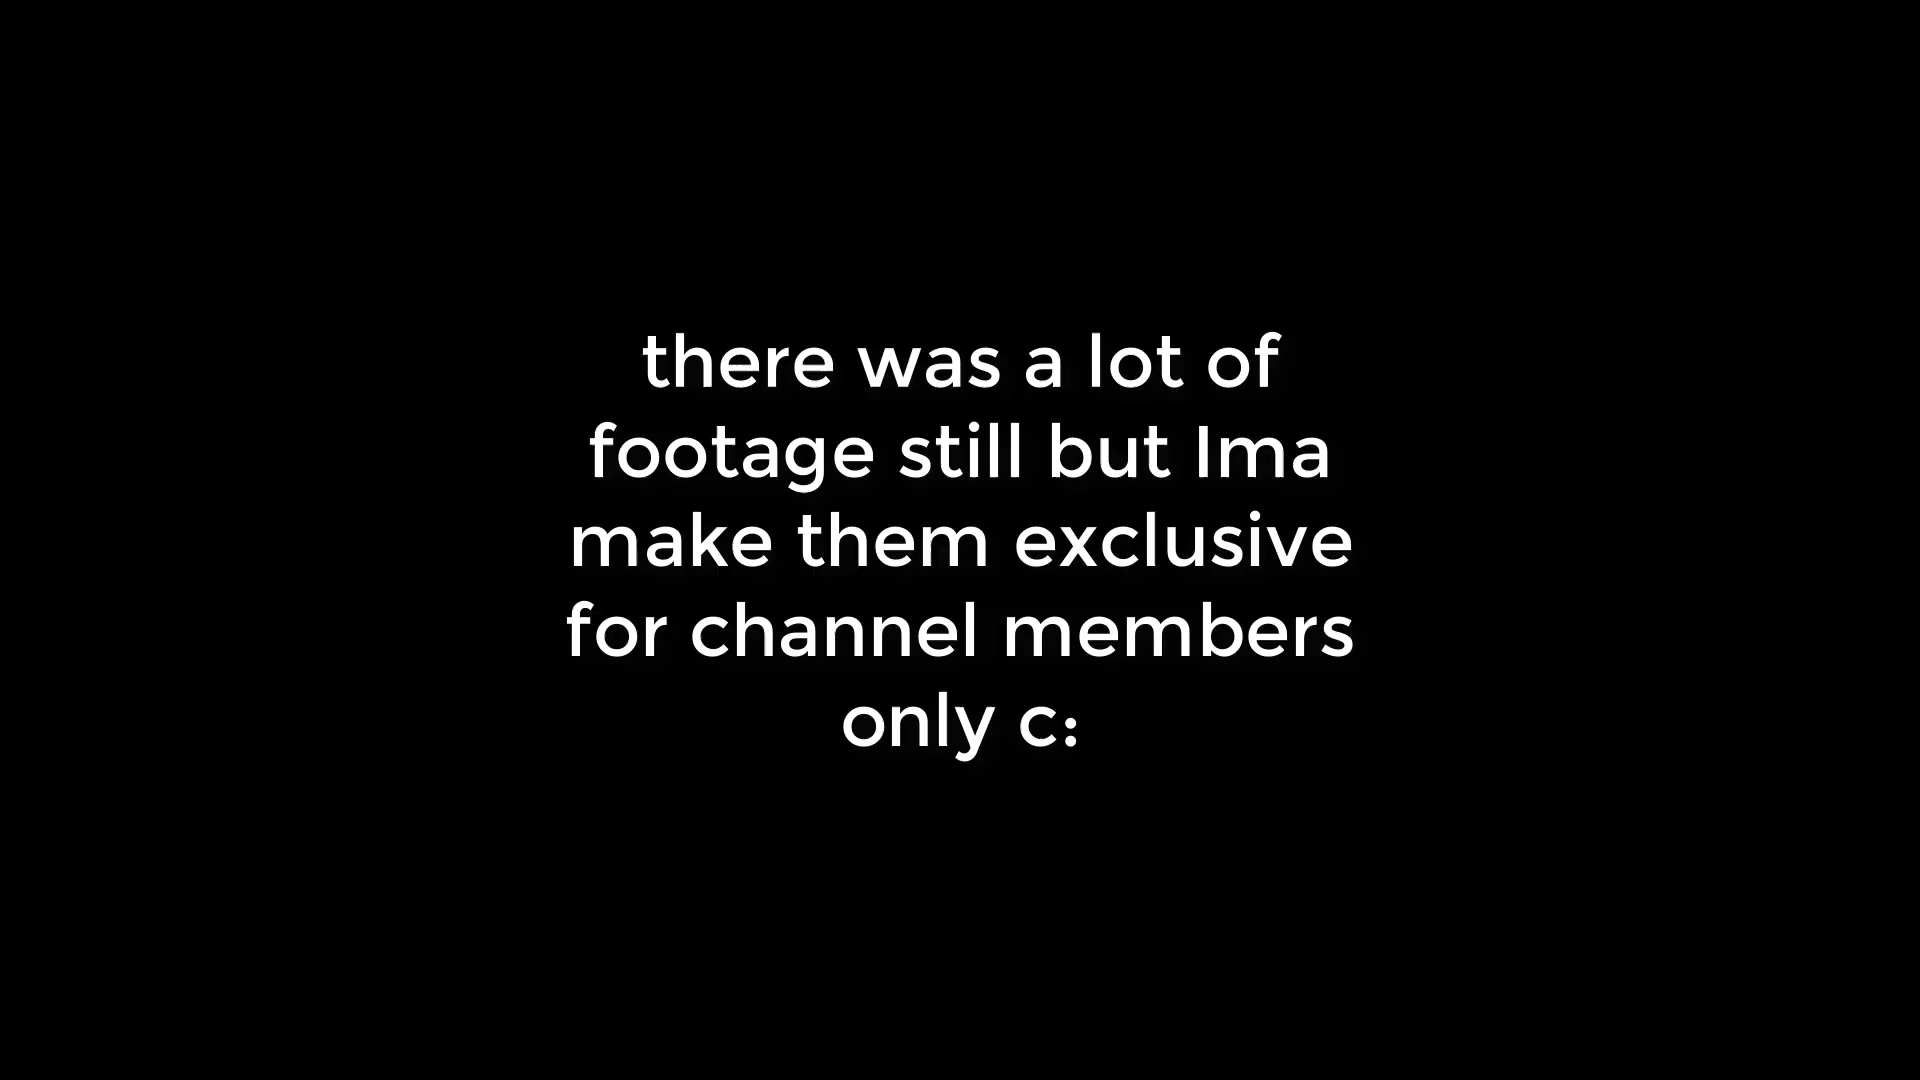 there was a lot of
footage still but Ima
make them exclusive
for channel members
only c: